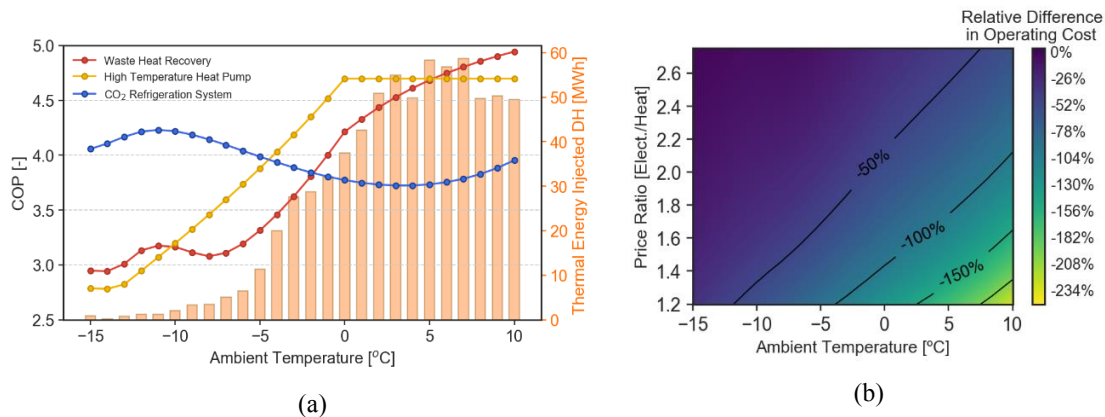 5.0
4.5
4.0
3.5
3.0
2.5
COP [-]
Waste Heat Recovery
High Temperature Heat Pump
CO₂ Refrigeration System
60
50
40
30
20
10
0
Thermal Energy Injected DH [MWh]
−15 −10 −5 0 5 10
Ambient Temperature [°C]
(a)
Relative Difference
in Operating Cost
2.6
2.4
2.2
2.0
1.8
1.6
1.4
1.2
Price Ratio [Elect./Heat]
-50%
-100%
-150%
−15 −10 −5 0 5 10
Ambient Temperature [°C]
0%
-26%
-52%
-78%
-104%
-130%
-156%
-182%
-208%
-234%
(b)